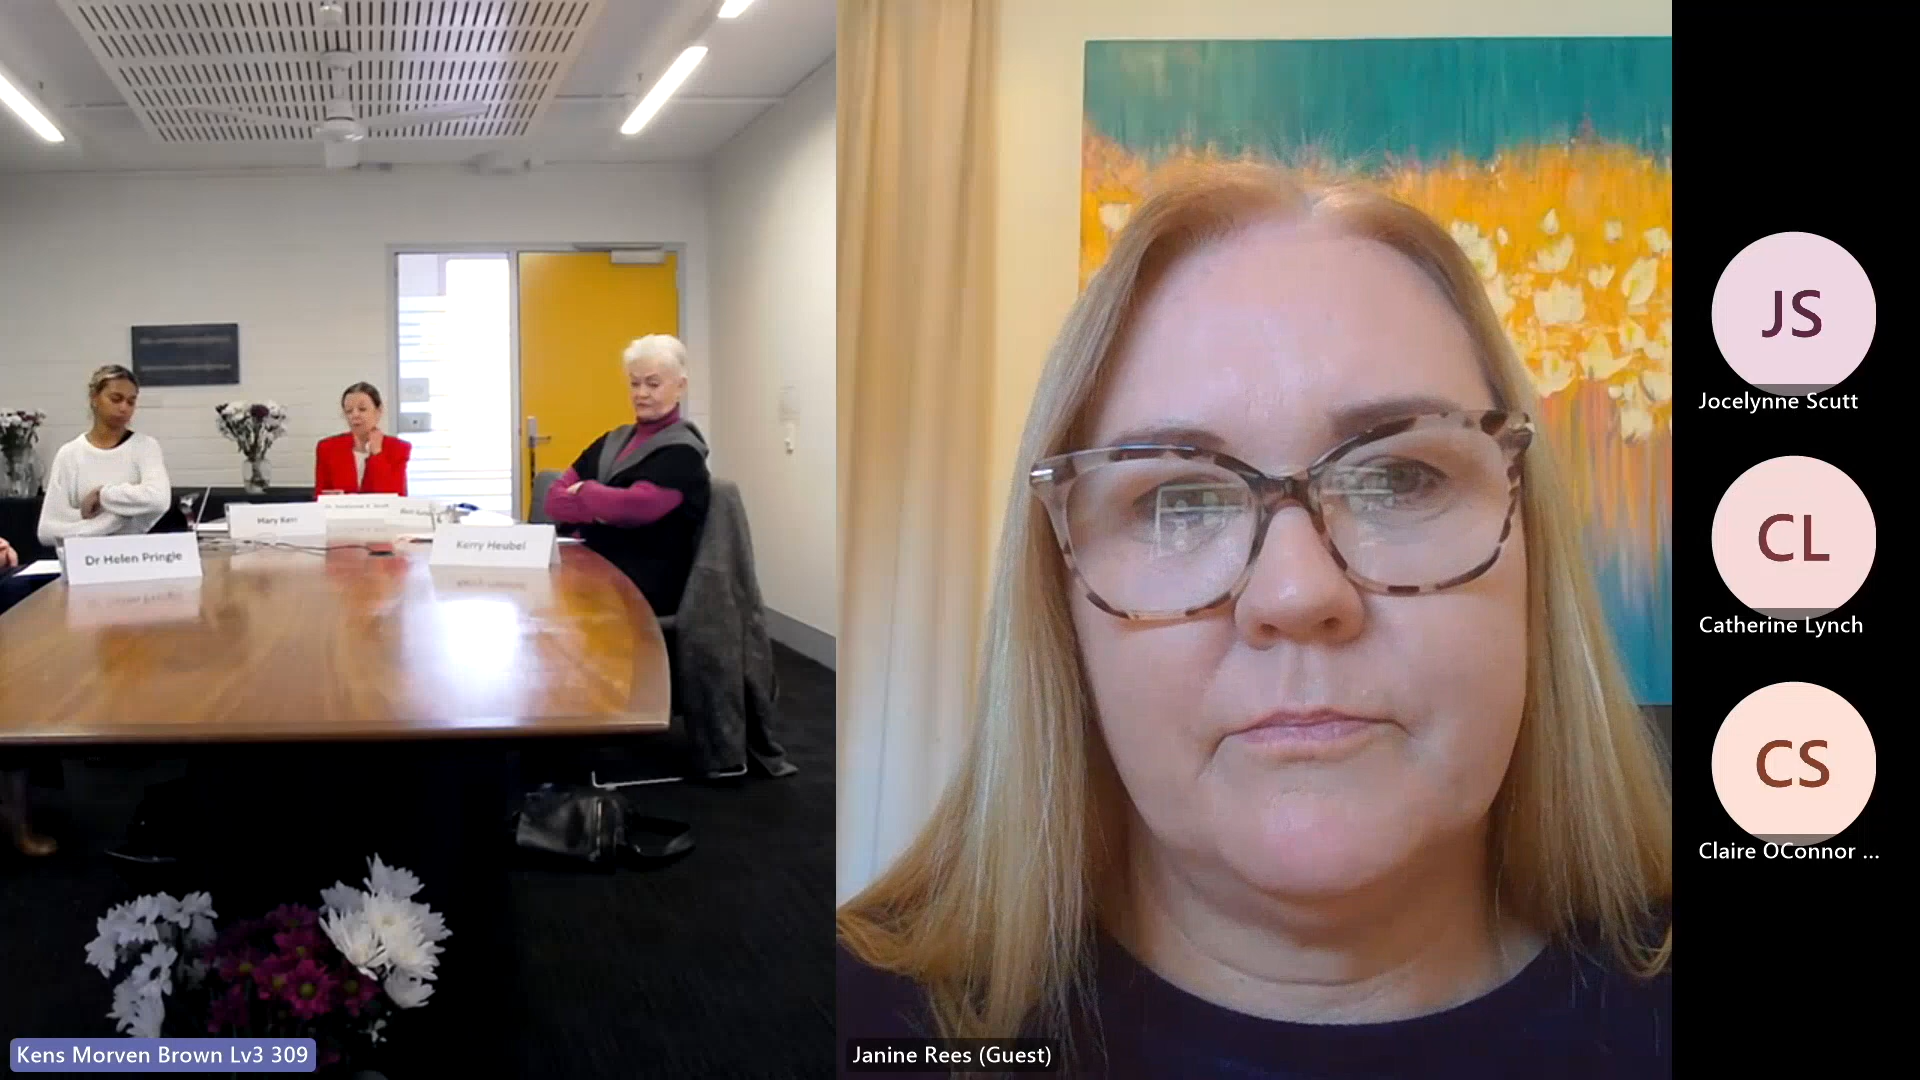 Dr Helen Pringle
Mary Kerr
Kerry Heubel
Kens Morven Brown Lv3 309
Janine Rees (Guest)
JS
Jocelynne Scutt
CL
Catherine Lynch
CS
Claire OConnor ...